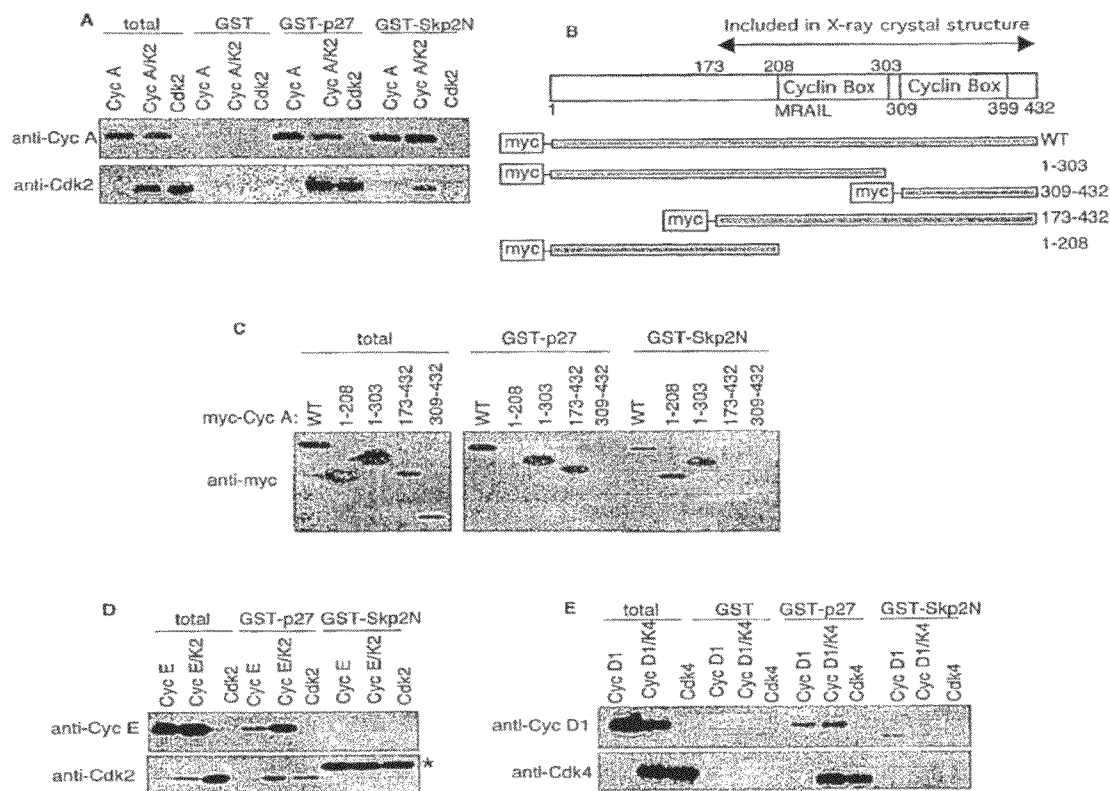 A
total GST GST-p27 GST-Skp2N
Cyc A Cyc A/K2 Cdk2 Cyc A Cyc A/K2 Cdk2 Cyc A Cyc A/K2 Cdk2 Cyc A Cyc A/K2 Cdk2
anti-Cyc A
anti-Cdk2
B
Included in X-ray crystal structure
173 208 303
Cyclin Box Cyclin Box
1 MRAIL 309 399 432
myc WT
myc 1-303
myc 309-432
myc 173-432
myc 1-208
C
total GST-p27 GST-Skp2N
myc-Cyc A: WT 1-208 1-303 173-432 309-432 WT 1-208 1-303 173-432 309-432 WT 1-208 1-303 173-432 309-432
anti-myc
D
total GST-p27 GST-Skp2N
Cyc E Cyc E/K2 Cdk2 Cyc E Cyc E/K2 Cdk2 Cyc E Cyc E/K2 Cdk2
anti-Cyc E
anti-Cdk2 *
E
total GST GST-p27 GST-Skp2N
Cyc D1 Cyc D1/K4 Cdk4 Cyc D1 Cyc D1/K4 Cdk4 Cyc D1 Cyc D1/K4 Cdk4 Cyc D1 Cyc D1/K4 Cdk4
anti-Cyc D1
anti-Cdk4